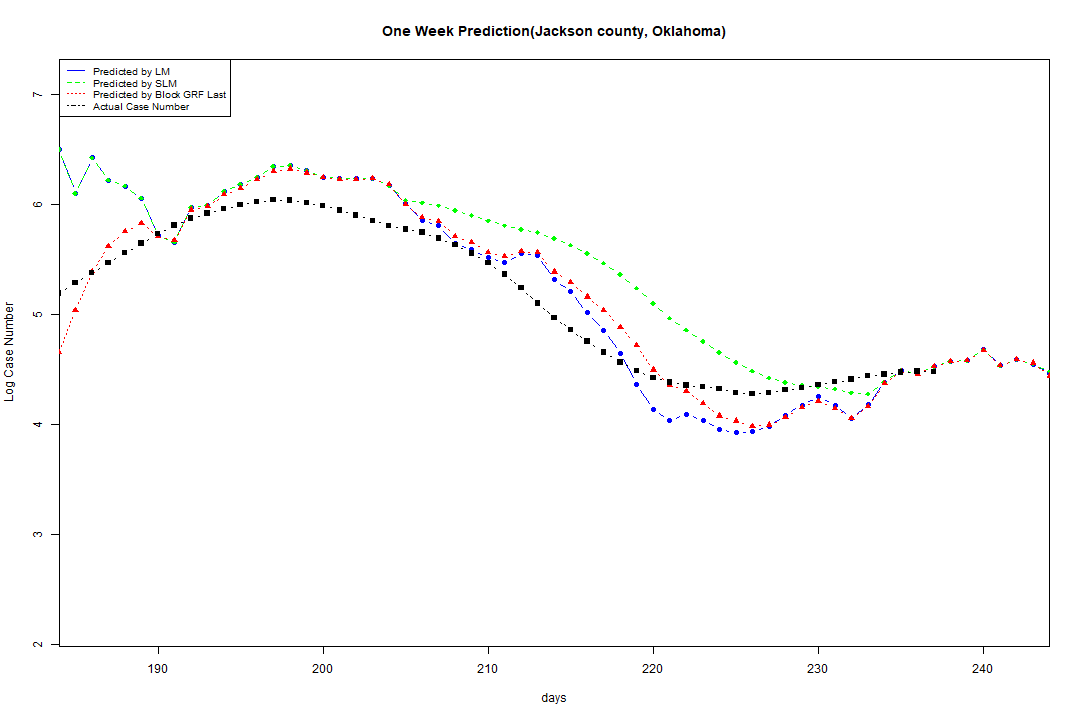 One Week Prediction(Jackson county, Oklahoma)
Predicted by LM
Predicted by SLM
Predicted by Block GRF Last
Actual Case Number
7
6
5
4
3
2
Log Case Number
190 200 210 220 230 240
days